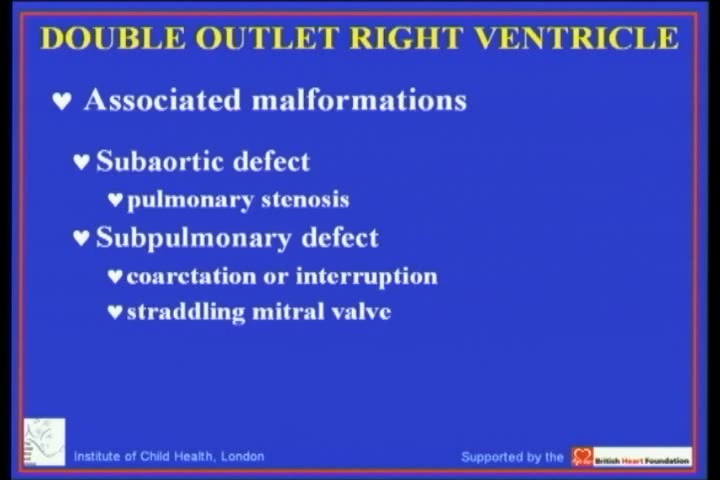 DOUBLE OUTLET RIGHT VENTRICLE
Associated malformations
Subaortic defect
pulmonary stenosis
Subpulmonary defect
coarctation or interruption
straddling mitral valve
Institute of Child Health, London
Supported by the British Heart Foundation